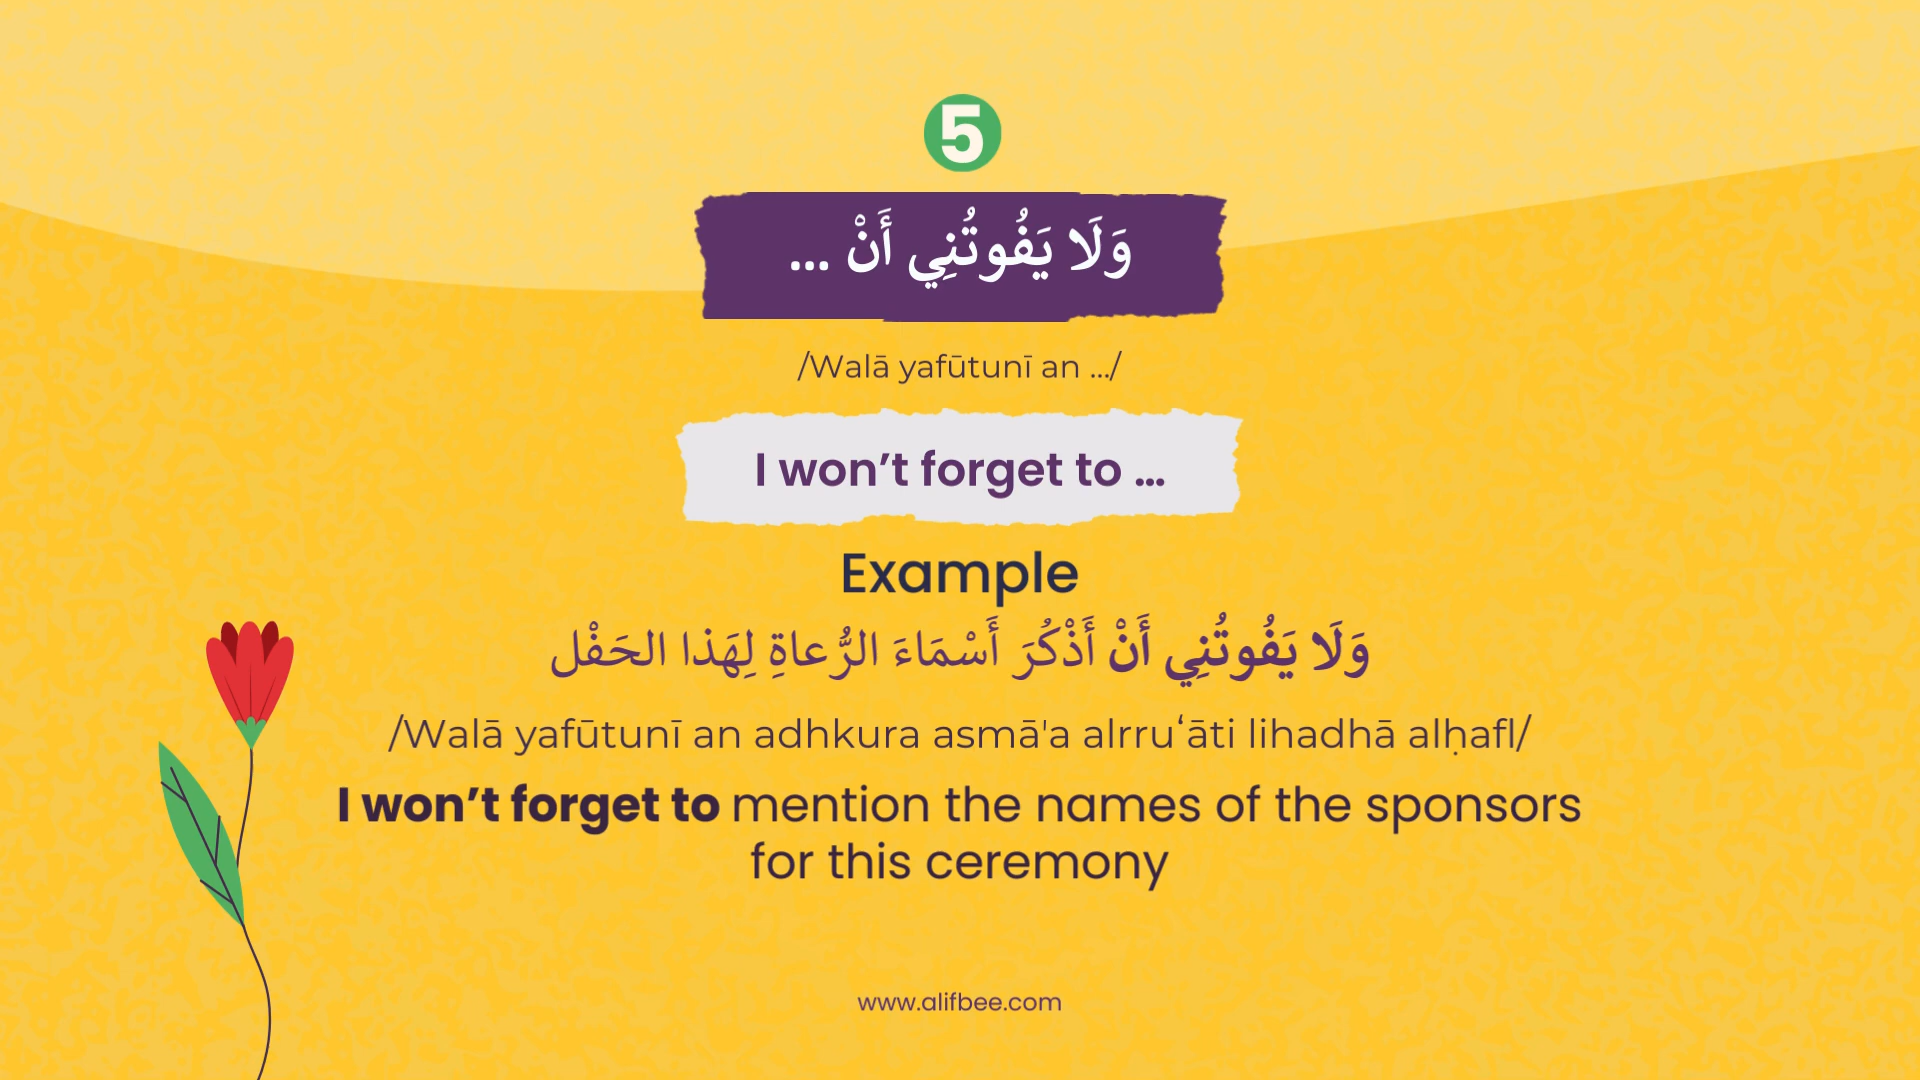 5
وَلَا يَفُوتُنِي أَنْ ...
/Walā yafūtunī an .../
I won’t forget to ...
Example
وَلَا يَفُوتُنِي أَنْ أَذْكُرَ أَسْمَاءَ الرُّعاةِ لِهَذا الحَفْل
/Walā yafūtunī an adhkura asmā'a alrruʻāti lihadhā alḥafl/
I won’t forget to mention the names of the sponsors
for this ceremony
www.alifbee.com